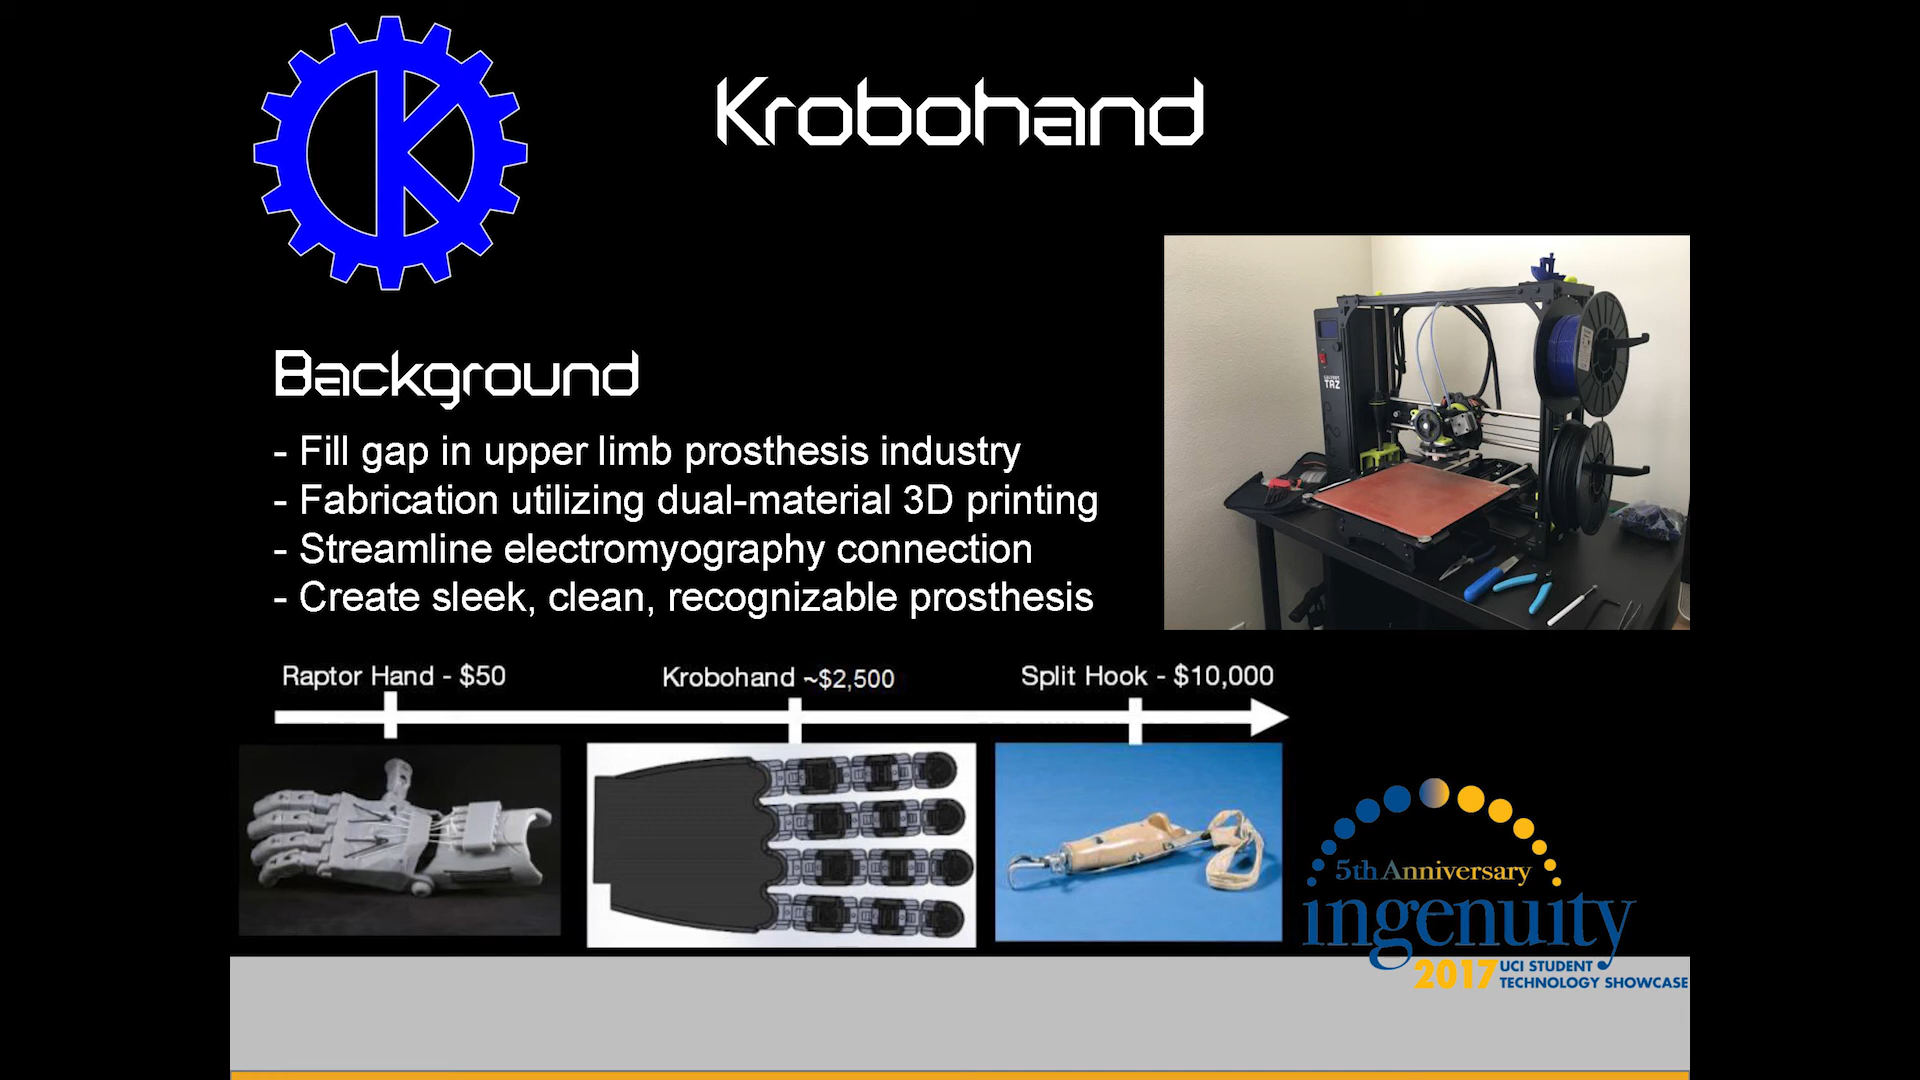 Krobohand
Background
- Fill gap in upper limb prosthesis industry
- Fabrication utilizing dual-material 3D printing
- Streamline electromyography connection
- Create sleek, clean, recognizable prosthesis
TAZ
Raptor Hand - $50
Krobohand ~$2,500
Split Hook - $10,000
5th Anniversary
ingenuity
2017 UCI STUDENT
TECHNOLOGY SHOWCASE